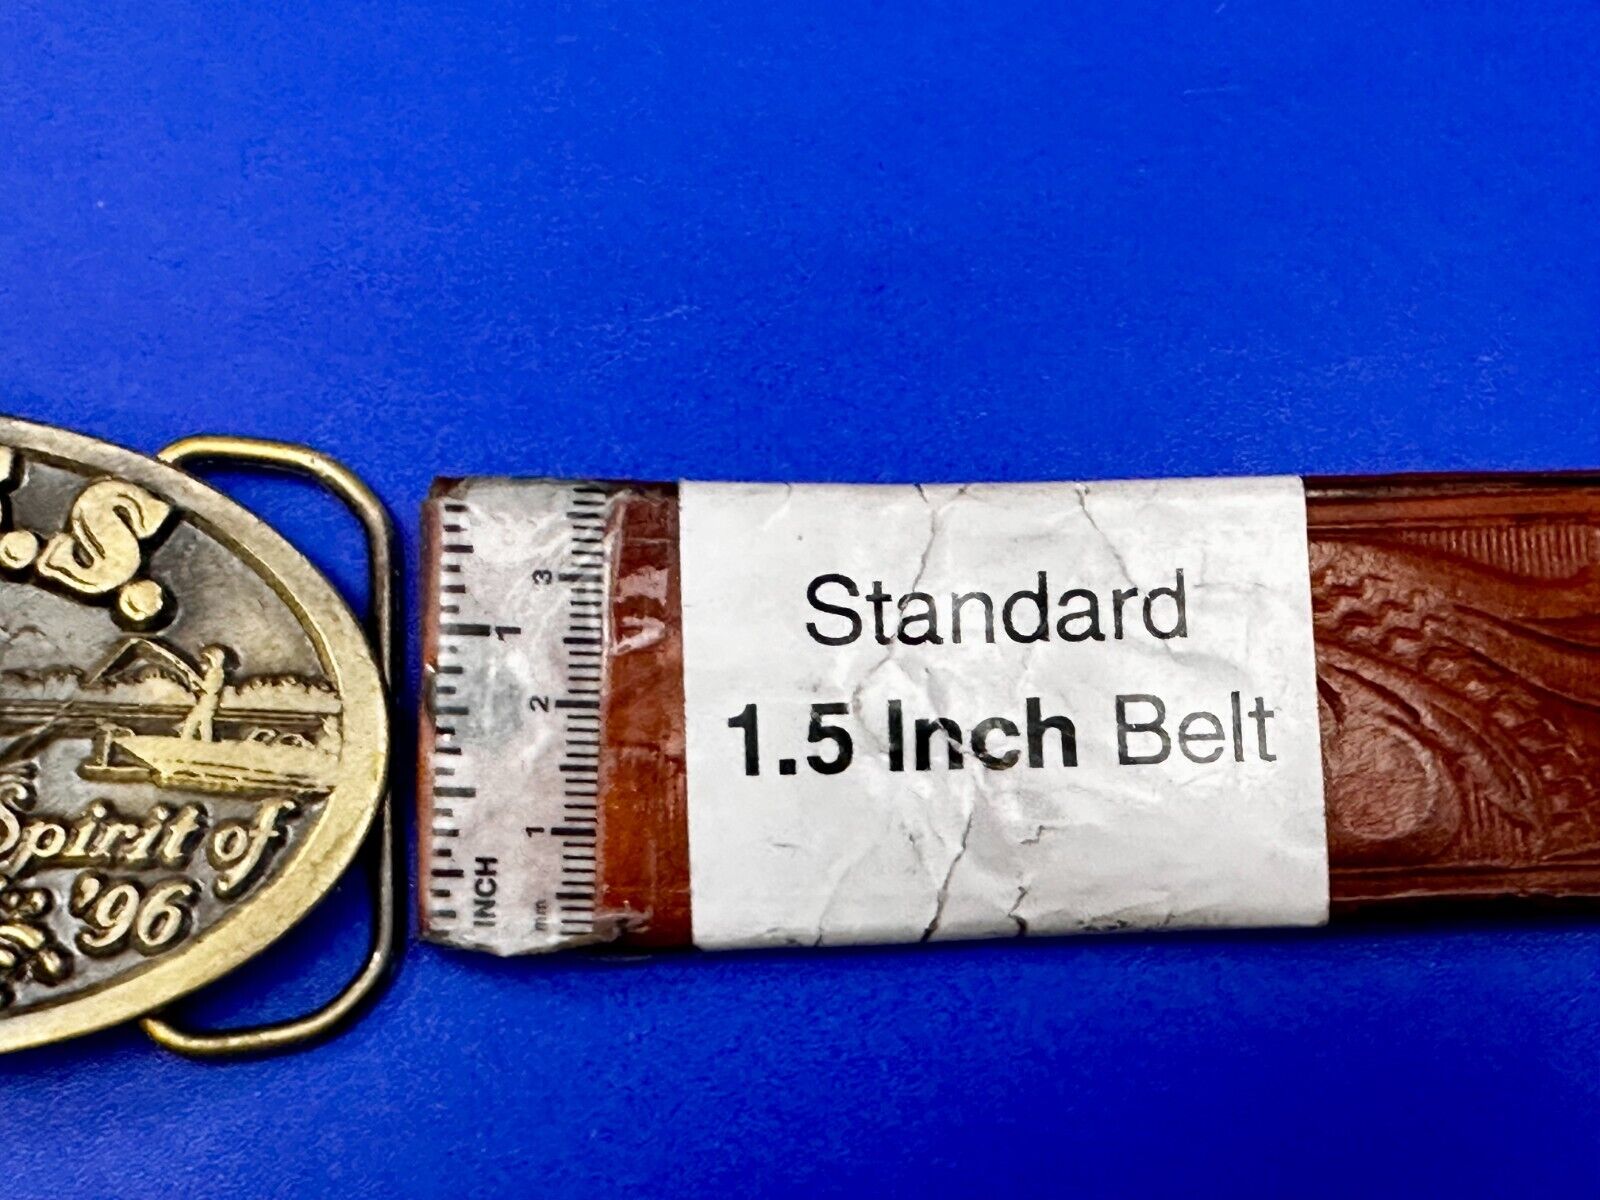 .S.
Spirit of
'96
1
INCH
3
2
1
mm
Standard
1.5 Inch Belt